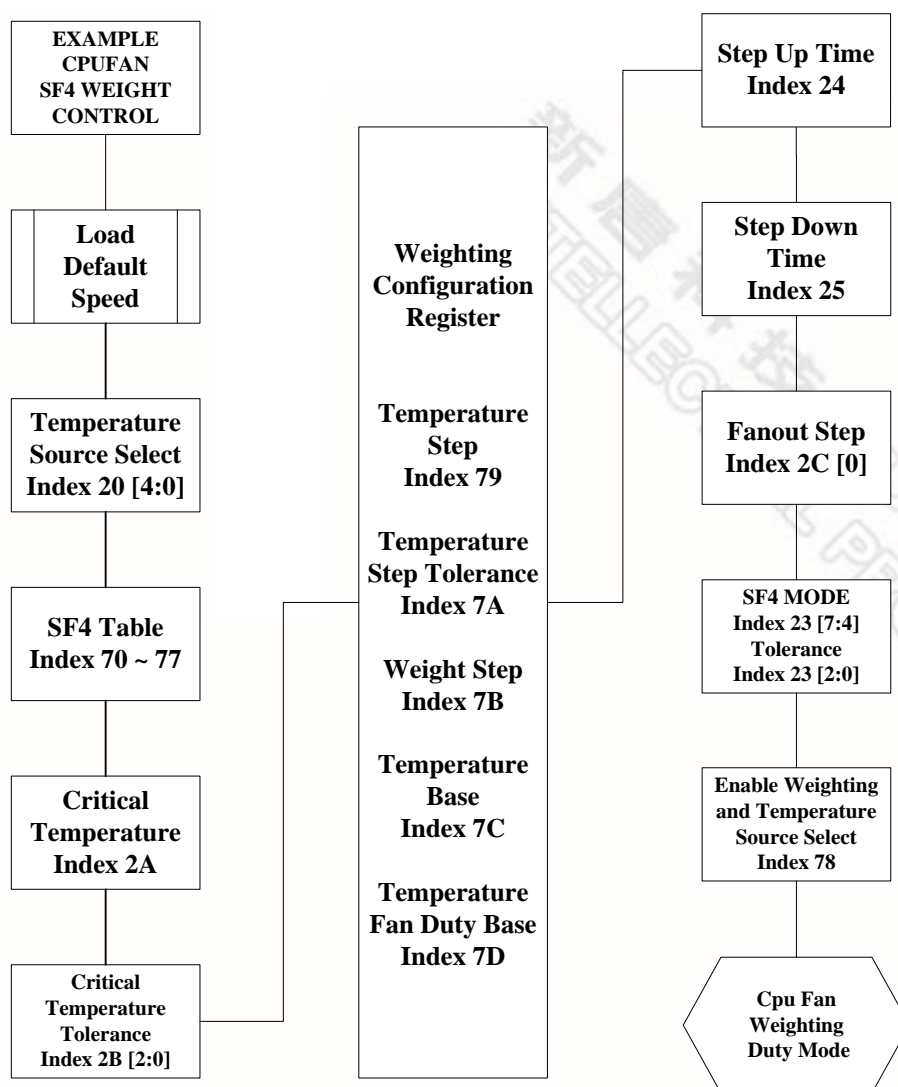 EXAMPLE
CPUFAN
SF4 WEIGHT
CONTROL
Load
Default
Speed
Temperature
Source Select
Index 20 [4:0]
SF4 Table
Index 70 ~ 77
Critical
Temperature
Index 2A
Critical
Temperature
Tolerance
Index 2B [2:0]
Weighting
Configuration
Register
Temperature
Step
Index 79
Temperature
Step Tolerance
Index 7A
Weight Step
Index 7B
Temperature
Base
Index 7C
Temperature
Fan Duty Base
Index 7D
Step Up Time
Index 24
Step Down
Time
Index 25
Fanout Step
Index 2C [0]
SF4 MODE
Index 23 [7:4]
Tolerance
Index 23 [2:0]
Enable Weighting
and Temperature
Source Select
Index 78
Cpu Fan
Weighting
Duty Mode
新唐科技